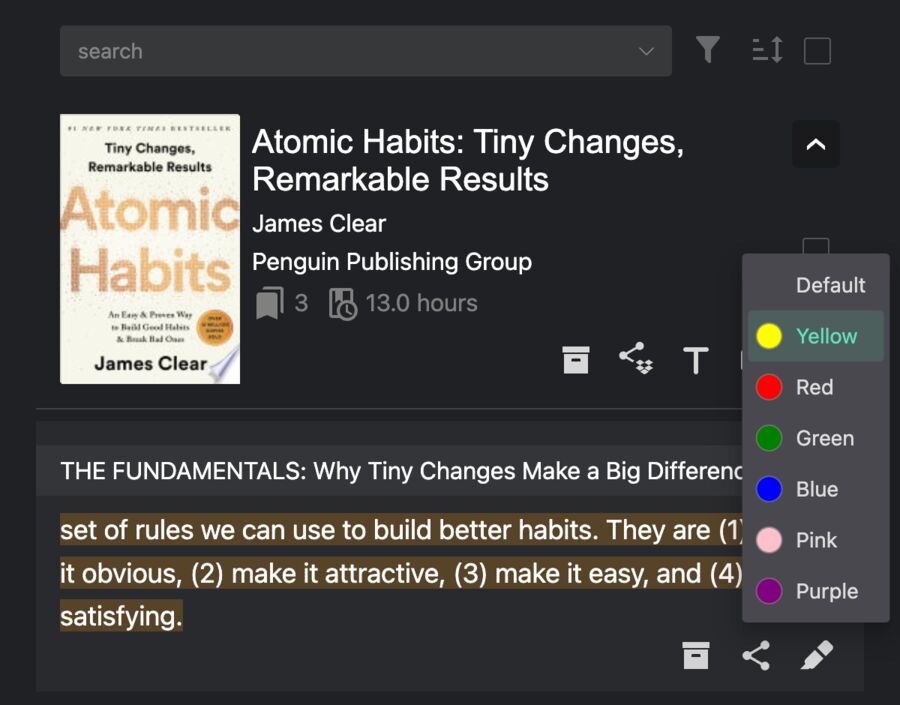 search
#1 NEW YORK TIMES BESTSELLER
Tiny Changes,
Remarkable Results
Atomic
Habits
An Easy & Proven Way
to Build Good Habits
& Break Bad Ones
James Clear
Atomic Habits: Tiny Changes,
Remarkable Results
James Clear
Penguin Publishing Group
3 13.0 hours
T
Default
Yellow
Red
Green
Blue
Pink
Purple
THE FUNDAMENTALS: Why Tiny Changes Make a Big Differenc
set of rules we can use to build better habits. They are (1)
it obvious, (2) make it attractive, (3) make it easy, and (4)
satisfying.